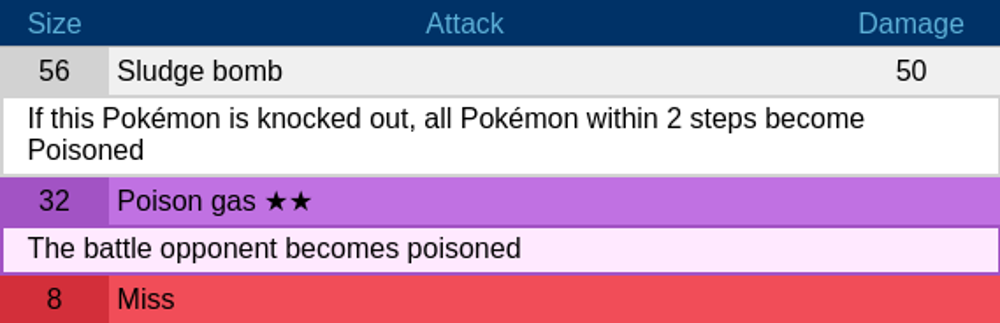 Size Attack Damage
56 Sludge bomb 50
If this Pokémon is knocked out, all Pokémon within 2 steps become
Poisoned
32 Poison gas ★★
The battle opponent becomes poisoned
8 Miss